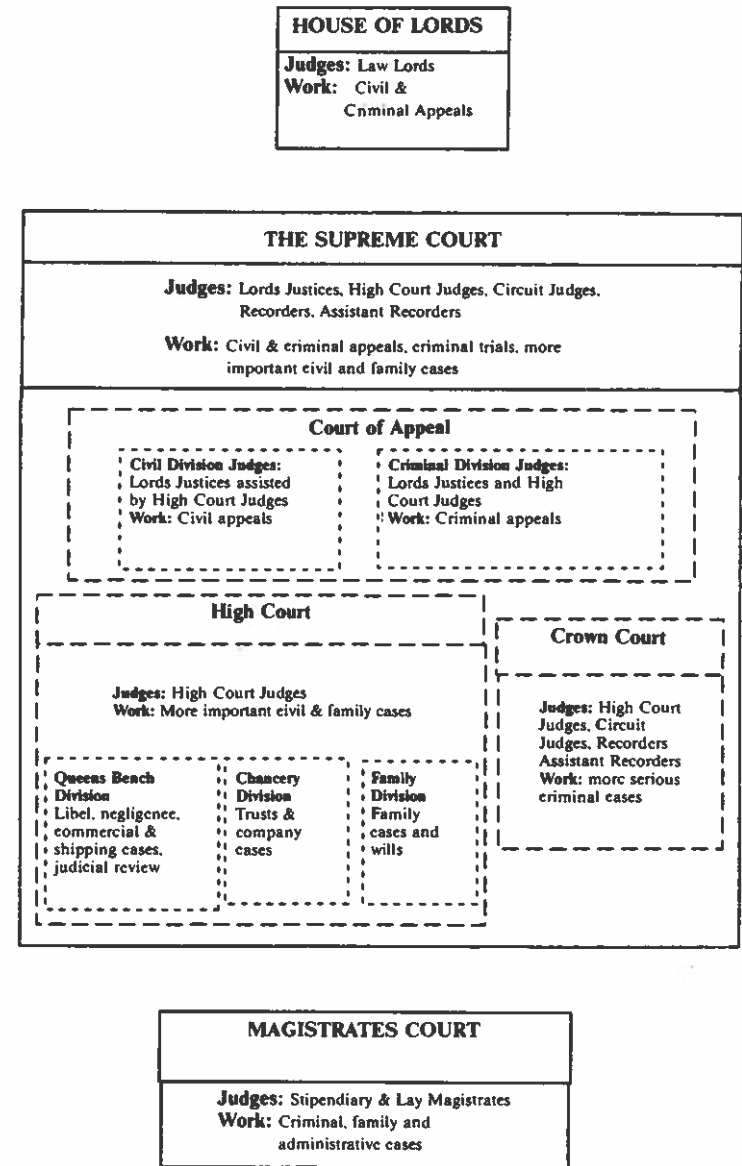 HOUSE OF LORDS
Judges: Law Lords
Work: Civil &
Criminal Appeals
THE SUPREME COURT
Judges: Lords Justices, High Court Judges, Circuit Judges,
Recorders, Assistant Recorders
Work: Civil & criminal appeals, criminal trials, more
important civil and family cases
Court of Appeal
Civil Division Judges:
Lords Justices assisted
by High Court Judges
Work: Civil appeals
Criminal Division Judges:
Lords Justices and High
Court Judges
Work: Criminal appeals
High Court
Judges: High Court Judges
Work: More important civil & family cases
Queens Bench
Division
Libel, negligence,
commercial &
shipping cases,
judicial review
Chancery
Division
Trusts &
company
cases
Family
Division
Family
cases and
wills
Crown Court
Judges: High Court
Judges, Circuit
Judges, Recorders
Assistant Recorders
Work: more serious
criminal cases
MAGISTRATES COURT
Judges: Stipendiary & Lay Magistrates
Work: Criminal, family and
administrative cases